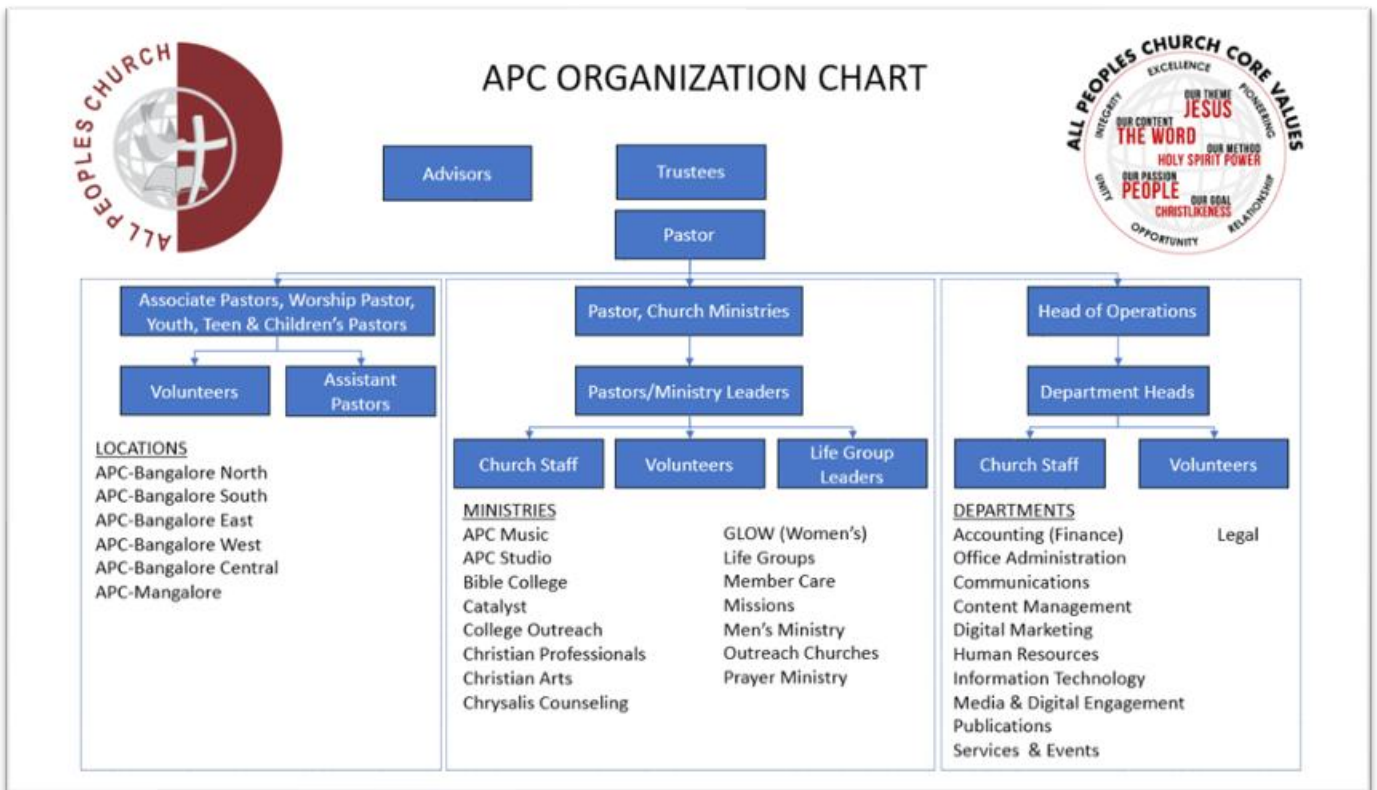 ALL PEOPLES CHURCH
APC ORGANIZATION CHART
ALL PEOPLES CHURCH CORE VALUES
EXCELLENCE
PIONEERING
RELATIONSHIP
OPPORTUNITY
UNITY
INTEGRITY
OUR THEME
JESUS
OUR CONTENT
THE WORD
OUR METHOD
HOLY SPIRIT POWER
OUR PASSION
PEOPLE
OUR GOAL
CHRISTLIKENESS
Advisors
Trustees
Pastor
Associate Pastors, Worship Pastor,
Youth, Teen & Children's Pastors
Volunteers
Assistant
Pastors
LOCATIONS
APC-Bangalore North
APC-Bangalore South
APC-Bangalore East
APC-Bangalore West
APC-Bangalore Central
APC-Mangalore
Pastor, Church Ministries
Pastors/Ministry Leaders
Church Staff
Volunteers
Life Group
Leaders
MINISTRIES
APC Music
APC Studio
Bible College
Catalyst
College Outreach
Christian Professionals
Christian Arts
Chrysalis Counseling
GLOW (Women's)
Life Groups
Member Care
Missions
Men's Ministry
Outreach Churches
Prayer Ministry
Head of Operations
Department Heads
Church Staff
Volunteers
DEPARTMENTS
Accounting (Finance)
Office Administration
Communications
Content Management
Digital Marketing
Human Resources
Information Technology
Media & Digital Engagement
Publications
Services & Events
Legal